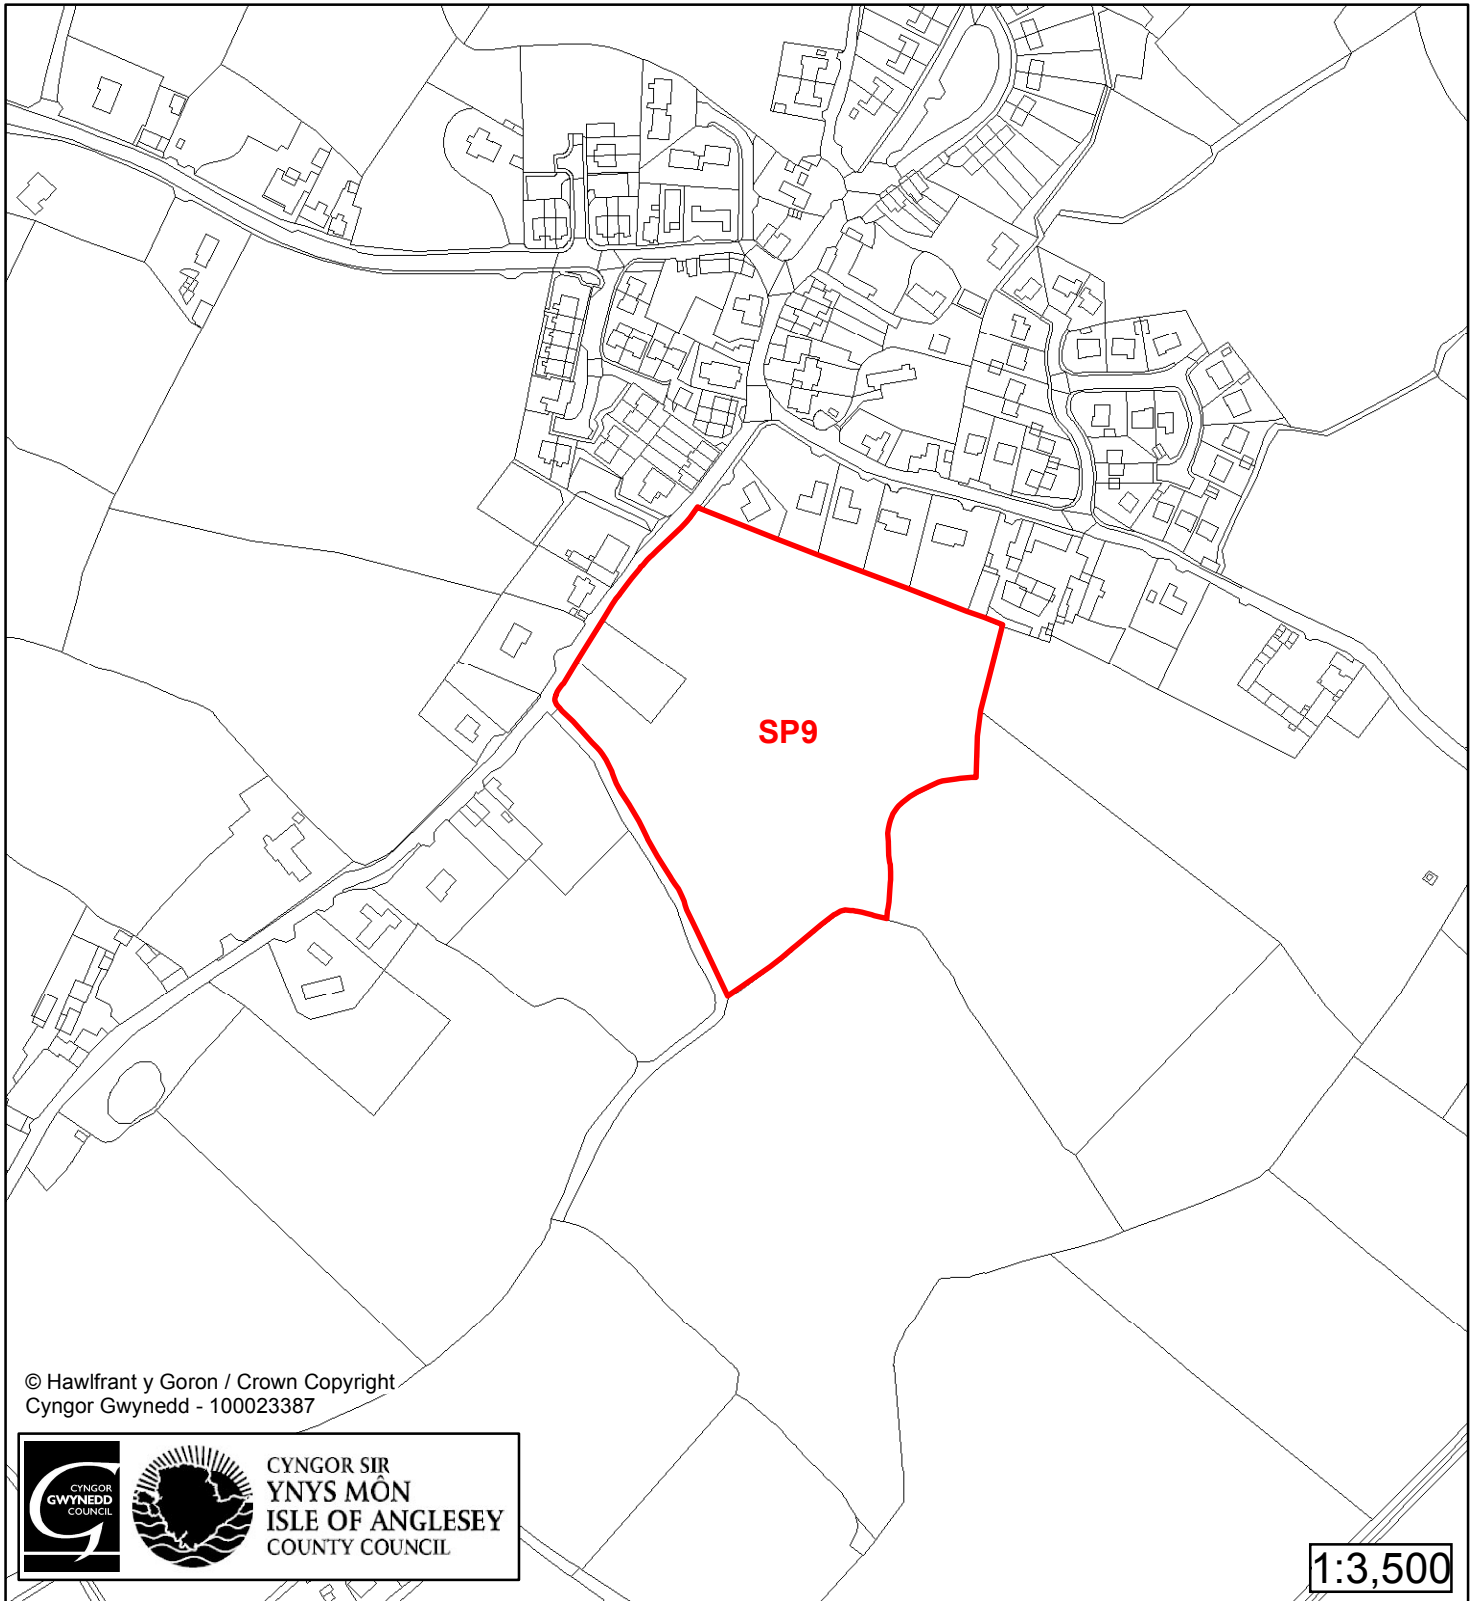 SP9
© Hawlfrant y Goron / Crown Copyright
Cyngor Gwynedd - 100023387
CYNGOR
GWYNEDD
COUNCIL
CYNGOR SIR
YNYS MÔN
ISLE OF ANGLESEY
COUNTY COUNCIL
1:3,500